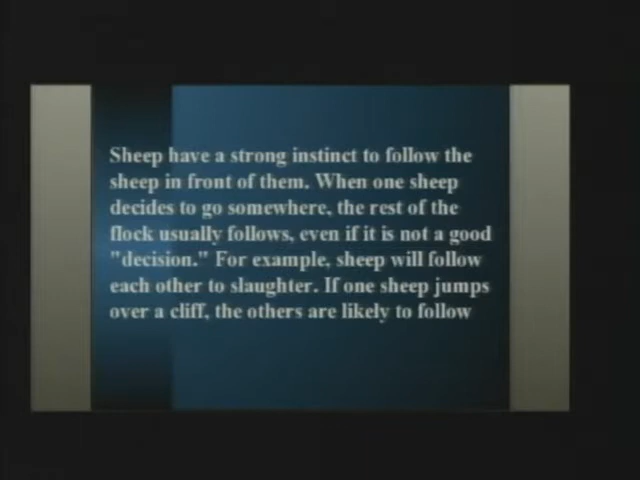 Sheep have a strong instinct to follow the
sheep in front of them. When one sheep
decides to go somewhere, the rest of the
flock usually follows, even if it is not a good
"decision." For example, sheep will follow
each other to slaughter. If one sheep jumps
over a cliff, the others are likely to follow